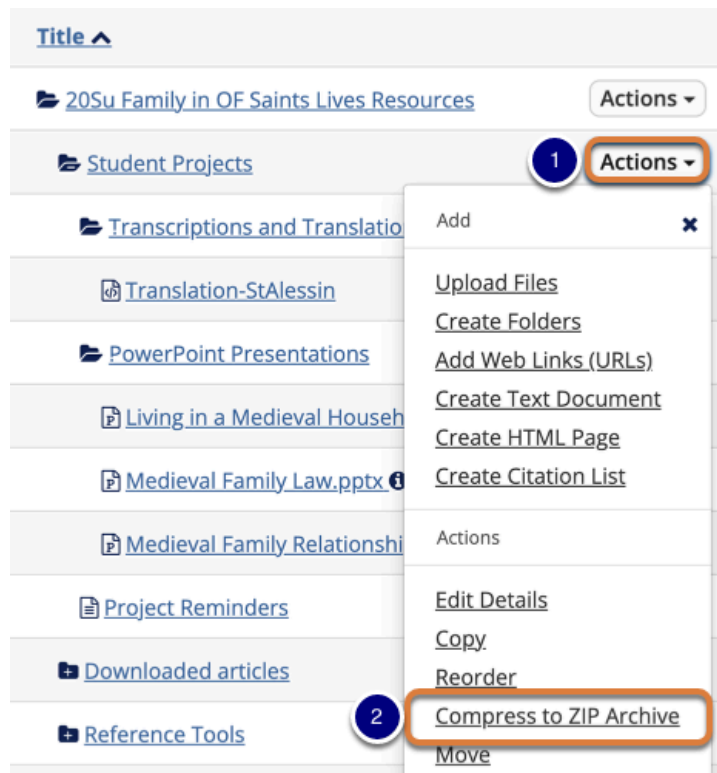 Title
20Su Family in OF Saints Lives Resources Actions
Student Projects 1 Actions
Transcriptions and Translatio
Translation-StAlessin
PowerPoint Presentations
Living in a Medieval Househ
Medieval Family Law.pptx
Medieval Family Relationshi
Project Reminders
Downloaded articles
Reference Tools
Add
Upload Files
Create Folders
Add Web Links (URLs)
Create Text Document
Create HTML Page
Create Citation List
Actions
Edit Details
Copy
Reorder
2 Compress to ZIP Archive
Move